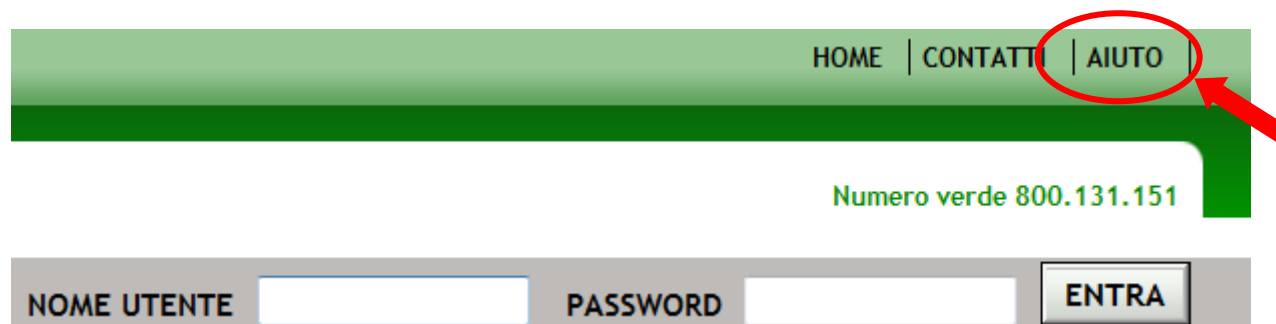 HOME | CONTATTI | AIUTO |
Numero verde 800.131.151
NOME UTENTE PASSWORD ENTRA